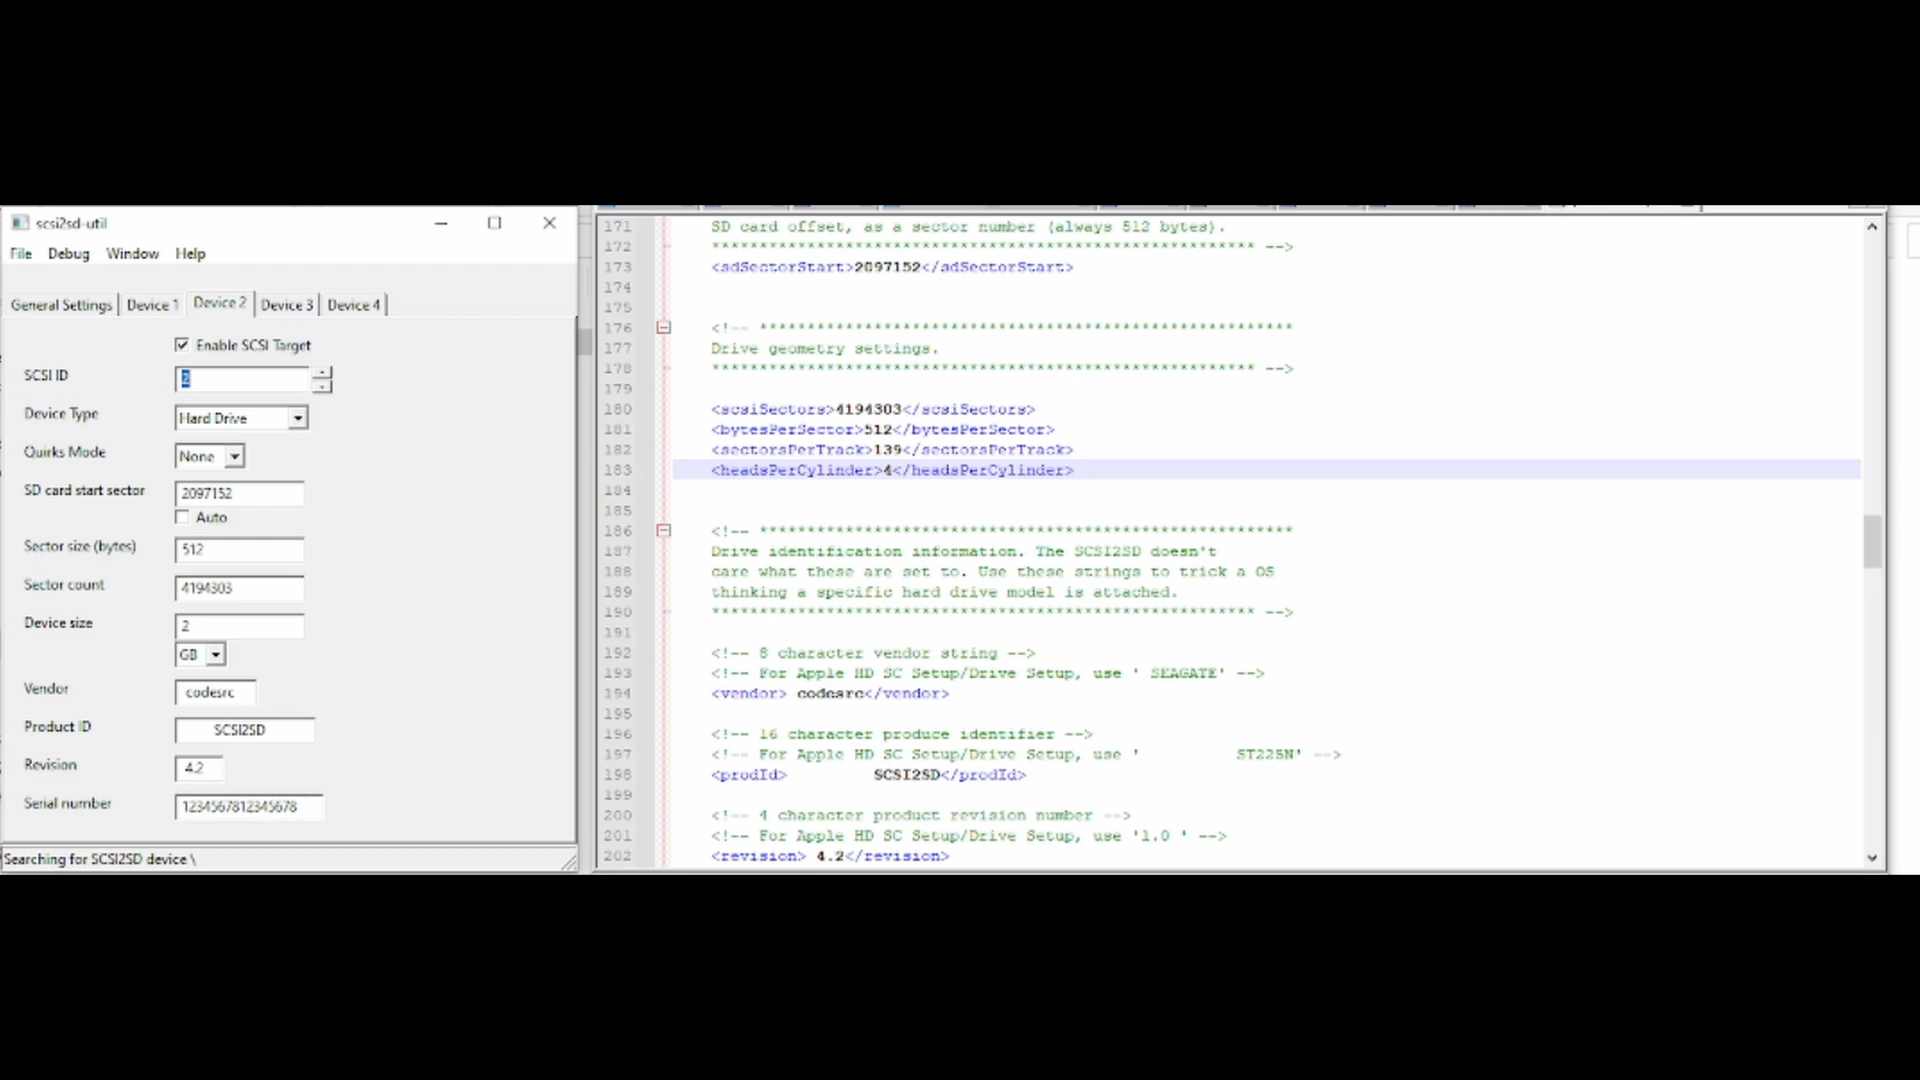 scsi2sd-util
File Debug Window Help
General Settings Device 1 Device 2 Device 3 Device 4
Enable SCSI Target
SCSI ID 2
Device Type Hard Drive
Quirks Mode None
SD card start sector 2097152
Auto
Sector size (bytes) 512
Sector count 4194303
Device size 2
GB
Vendor codesrc
Product ID SCSI2SD
Revision 4.2
Serial number 1234567812345678
Searching for SCSI2SD device \
171 SD card offset, as a sector number (always 512 bytes).
172 **************************************************** -->
173 <sdSectorStart>2097152</sdSectorStart>
174
175
176 <!-- ********************************************************
177 Drive geometry settings.
178 ********************************************************* -->
179
180 <scsiSectors>4194303</scsiSectors>
181 <bytesPerSector>512</bytesPerSector>
182 <sectorsPerTrack>139</sectorsPerTrack>
183 <headsPerCylinder>4</headsPerCylinder>
184
185
186 <!-- ********************************************************
187 Drive identification information. The SCSI2SD doesn't
188 care what these are set to. Use these strings to trick a OS
189 thinking a specific hard drive model is attached.
190 ********************************************************* -->
191
192 <!-- 8 character vendor string -->
193 <!-- For Apple HD SC Setup/Drive Setup, use ' SEAGATE' -->
194 <vendor> codesrc</vendor>
195
196 <!-- 16 character produce identifier -->
197 <!-- For Apple HD SC Setup/Drive Setup, use '          ST225N' -->
198 <prodId>         SCSI2SD</prodId>
199
200 <!-- 4 character product revision number -->
201 <!-- For Apple HD SC Setup/Drive Setup, use '1.0 ' -->
202 <revision> 4.2</revision>